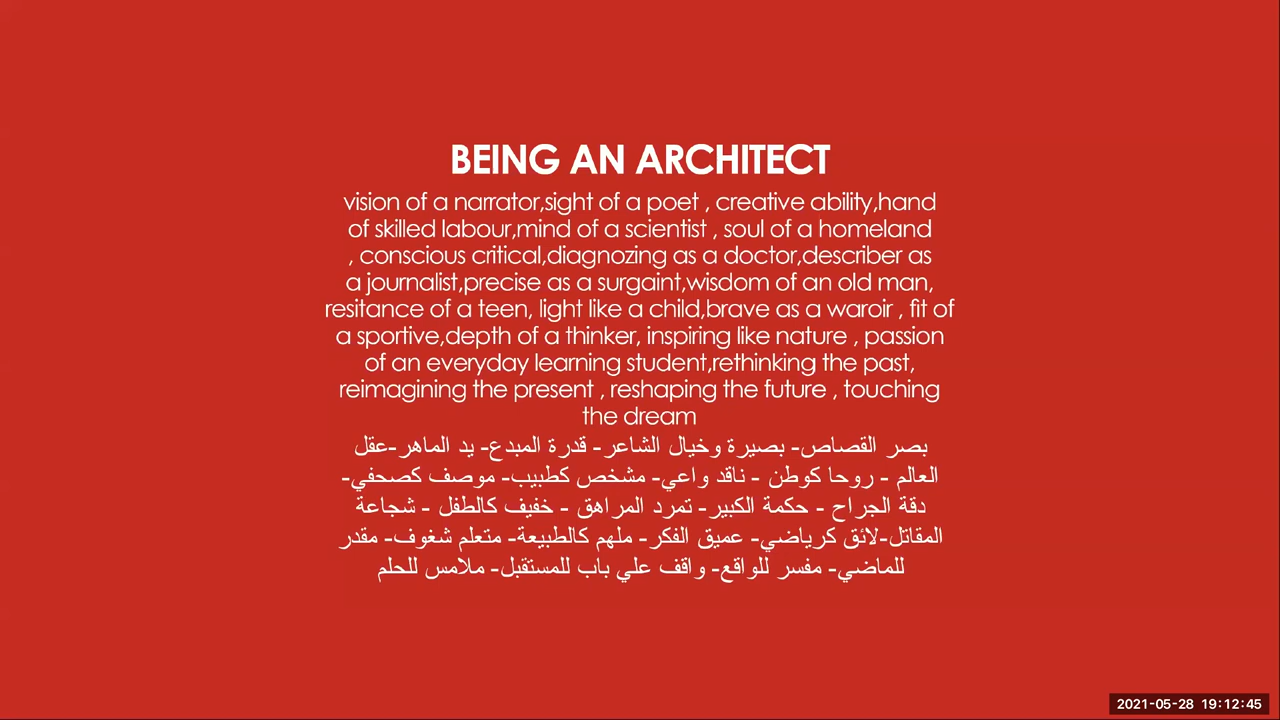 BEING AN ARCHITECT
vision of a narrator,sight of a poet , creative ability,hand
of skilled labour,mind of a scientist , soul of a homeland
, conscious critical,diagnozing as a doctor,describer as
a journalist,precise as a surgaint,wisdom of an old man,
resitance of a teen, light like a child,brave as a waroir , fit of
a sportive,depth of a thinker, inspiring like nature , passion
of an everyday learning student,rethinking the past,
reimagining the present , reshaping the future , touching
the dream
بصر القصاص- بصيرة وخيال الشاعر- قدرة المبدع- يد الماهر-عقل
العالم - روحا كوطن - ناقد واعي- مشخص كطبيب- موصف كصحفي-
دقة الجراح - حكمة الكبير- تمرد المراهق - خفيف كالطفل - شجاعة
المقاتل-لائق كرياضي- عميق الفكر- ملهم كالطبيعة- متعلم شغوف- مقدر
للماضي- مفسر للواقع- واقف علي باب للمستقبل- ملامس للحلم
2021-05-28 19:12:45